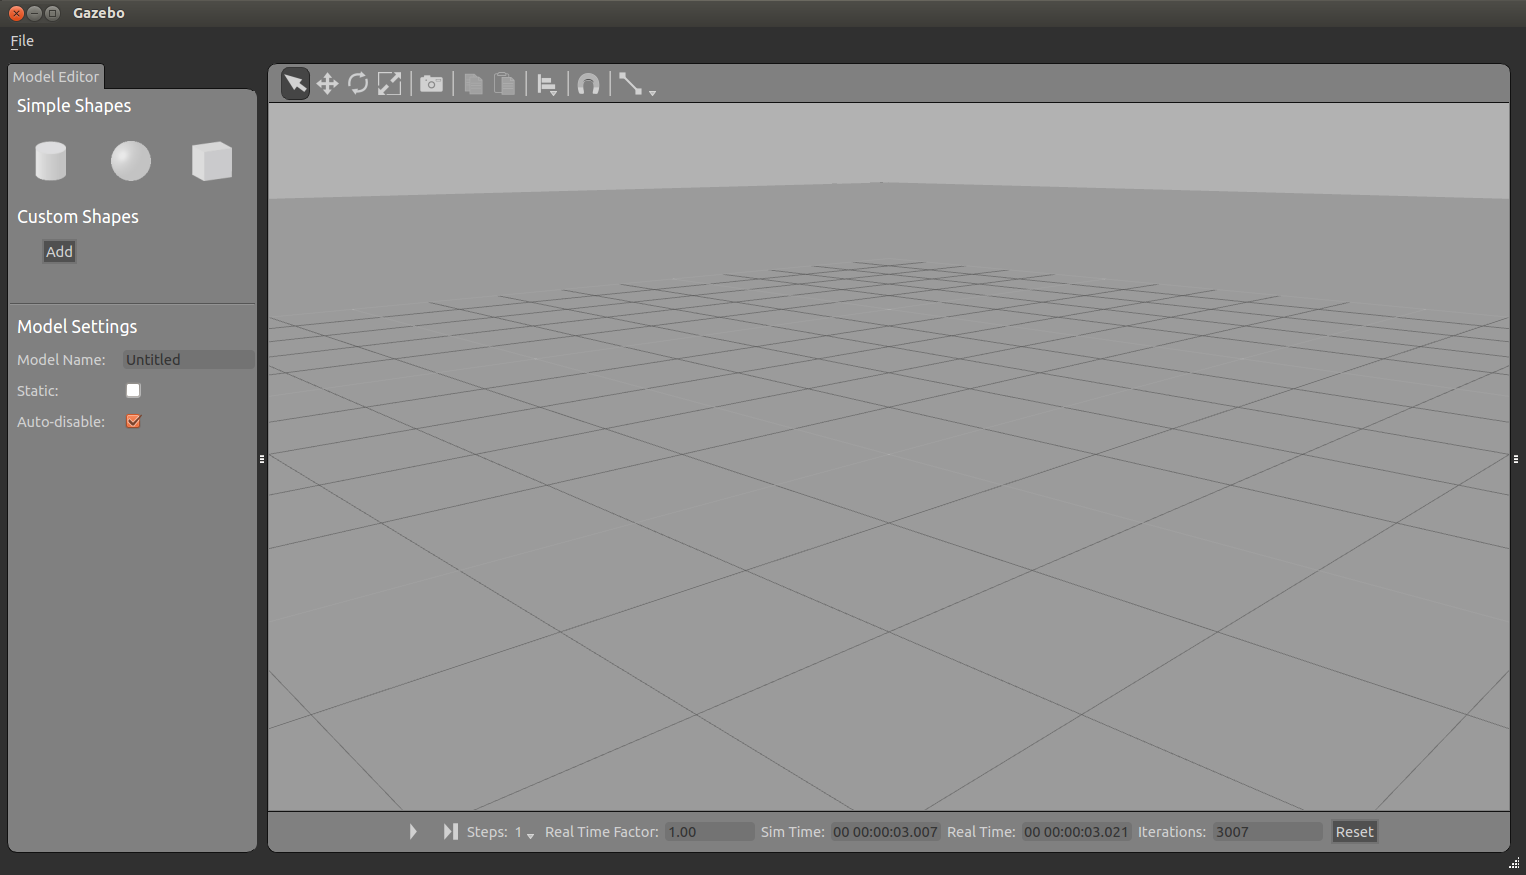 Gazebo
File
Model Editor
Simple Shapes
Custom Shapes
Add
Model Settings
Model Name: Untitled
Static:
Auto-disable:
Steps: 1 Real Time Factor: 1.00 Sim Time: 00 00:00:03.007 Real Time: 00 00:00:03.021 Iterations: 3007 Reset